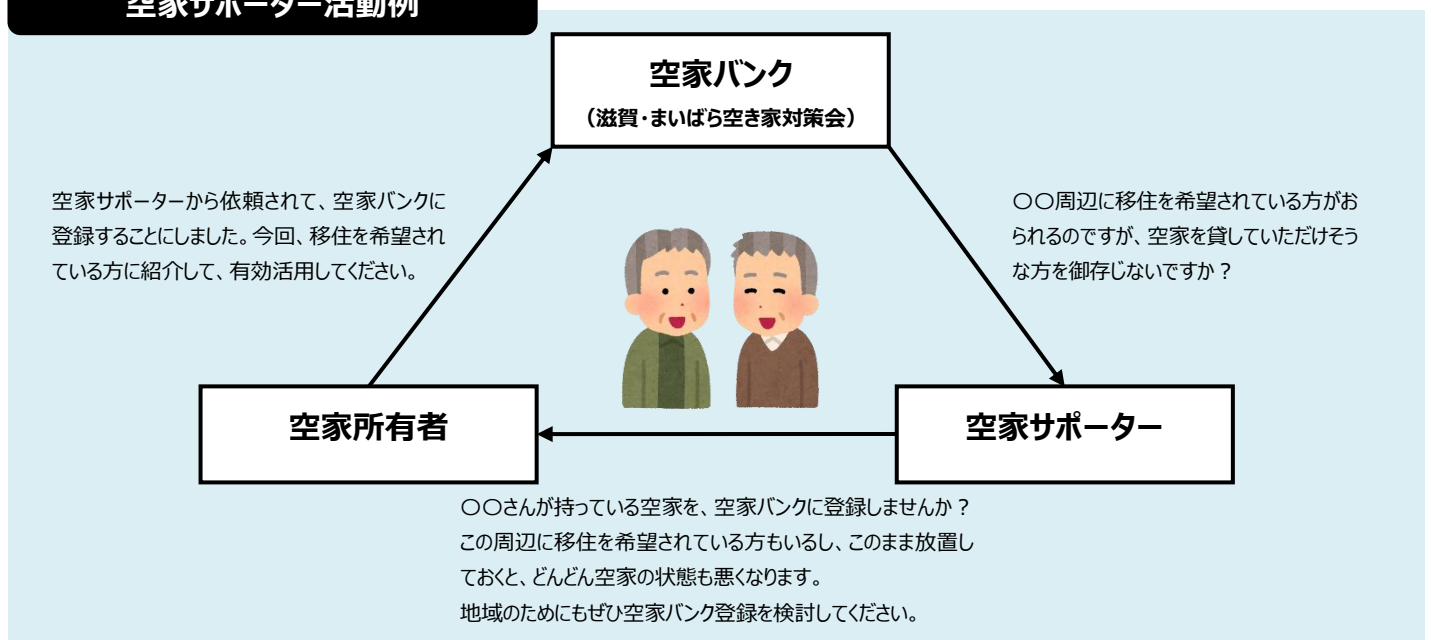 空家サポーター活動例
空家バンク
（滋賀・まいばら空き家対策会）
空家サポーターから依頼されて、空家バンクに
登録することにしました。今回、移住を希望され
ている方に紹介して、有効活用してください。
〇〇周辺に移住を希望されている方がお
られるのですが、空家を貸していただけそう
な方を御存じないですか？
空家所有者
空家サポーター
〇〇さんが持っている空家を、空家バンクに登録しませんか？
この周辺に移住を希望されている方もいるし、このまま放置し
ておくと、どんどん空家の状態も悪くなります。
地域のためにもぜひ空家バンク登録を検討してください。